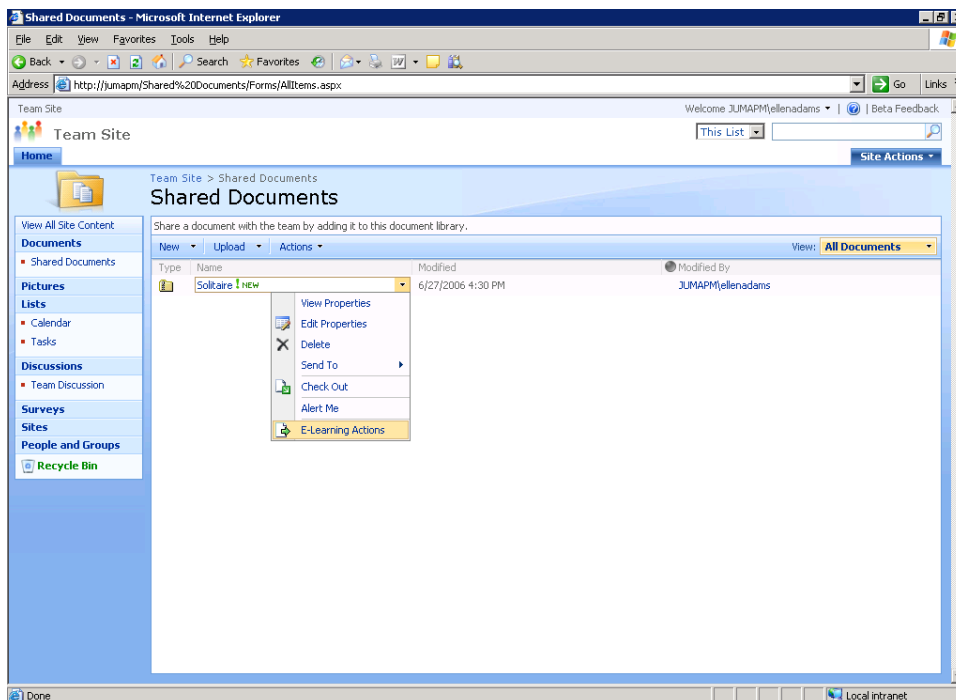 Shared Documents - Microsoft Internet Explorer
File Edit View Favorites Tools Help
Back Search Favorites
Address http://jumapm/Shared%20Documents/Forms/AllItems.aspx Go Links
Team Site Welcome JUMAPM\ellenadams | Beta Feedback
Team Site This List
Home Site Actions
Team Site > Shared Documents
Shared Documents
View All Site Content Share a document with the team by adding it to this document library.
Documents New Upload Actions View: All Documents
Shared Documents Type Name Modified Modified By
Pictures Solitaire ! NEW 6/27/2006 4:30 PM JUMAPM\ellenadams
Lists View Properties
Calendar Edit Properties
Tasks Delete
Discussions Send To
Team Discussion Check Out
Surveys Alert Me
Sites E-Learning Actions
People and Groups
Recycle Bin
Done Local intranet